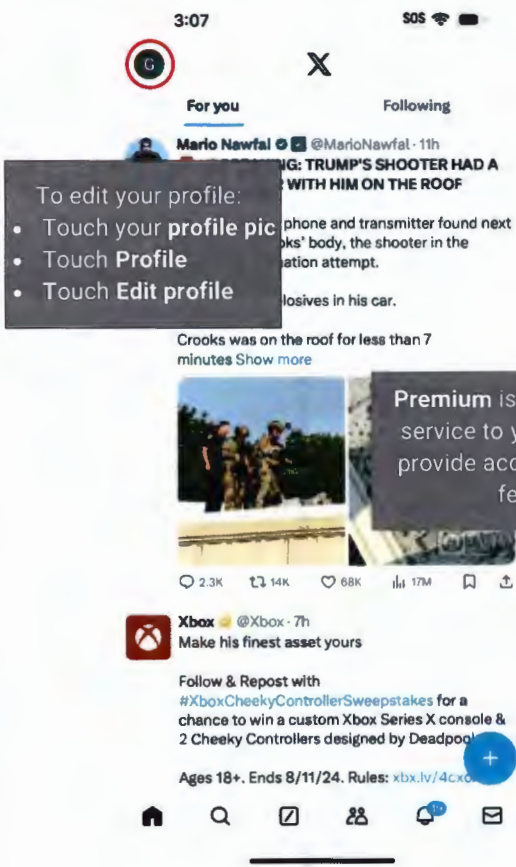 3:07
SOS
G
X
For you
Following
Mario Nawfal @MarioNawfal · 11h
NG: TRUMP'S SHOOTER HAD A
WITH HIM ON THE ROOF
To edit your profile:
• Touch your profile pic
• Touch Profile
• Touch Edit profile
phone and transmitter found next
ks' body, the shooter in the
ation attempt.
losives in his car.
Crooks was on the roof for less than 7
minutes Show more
Premium is
service to y
provide acc
fe
2.3K 14K 68K 17M
Xbox @Xbox · 7h
Make his finest asset yours
Follow & Repost with
#XboxCheekyControllerSweepstakes for a
chance to win a custom Xbox Series X console &
2 Cheeky Controllers designed by Deadpool
Ages 18+. Ends 8/11/24. Rules: xbx.lv/4cx